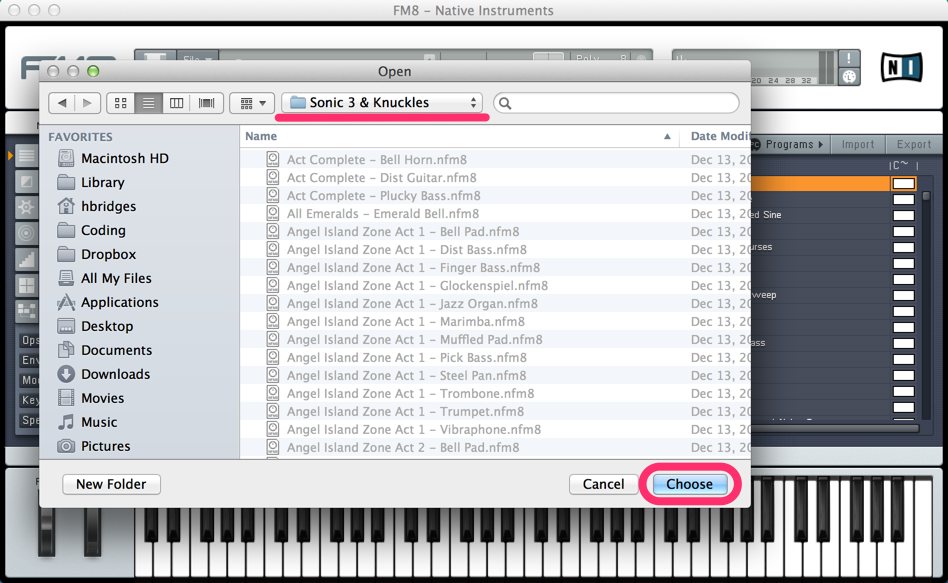 FM8 – Native Instruments
File
Poly 8
20 24 28 32
!
N I
Open
Sonic 3 & Knuckles
FAVORITES
Macintosh HD
Library
hbridges
Coding
Dropbox
All My Files
Applications
Desktop
Documents
Downloads
Movies
Music
Pictures
Name Date Modif
Act Complete – Bell Horn.nfm8 Dec 13, 20
Act Complete – Dist Guitar.nfm8 Dec 13, 20
Act Complete – Plucky Bass.nfm8 Dec 13, 20
All Emeralds – Emerald Bell.nfm8 Dec 13, 20
Angel Island Zone Act 1 – Bell Pad.nfm8 Dec 13, 20
Angel Island Zone Act 1 – Dist Bass.nfm8 Dec 13, 20
Angel Island Zone Act 1 – Finger Bass.nfm8 Dec 13, 20
Angel Island Zone Act 1 – Glockenspiel.nfm8 Dec 13, 20
Angel Island Zone Act 1 – Jazz Organ.nfm8 Dec 13, 20
Angel Island Zone Act 1 – Marimba.nfm8 Dec 13, 20
Angel Island Zone Act 1 – Muffled Pad.nfm8 Dec 13, 20
Angel Island Zone Act 1 – Pick Bass.nfm8 Dec 13, 20
Angel Island Zone Act 1 – Steel Pan.nfm8 Dec 13, 20
Angel Island Zone Act 1 – Trombone.nfm8 Dec 13, 20
Angel Island Zone Act 1 – Trumpet.nfm8 Dec 13, 20
Angel Island Zone Act 1 – Vibraphone.nfm8 Dec 13, 20
Angel Island Zone Act 2 – Bell Pad.nfm8 Dec 13, 20
New Folder
Cancel
Choose
Programs
Import
Export
ed Sine
urses
weep
ass
Ops
Env
Mo
Key
Spe